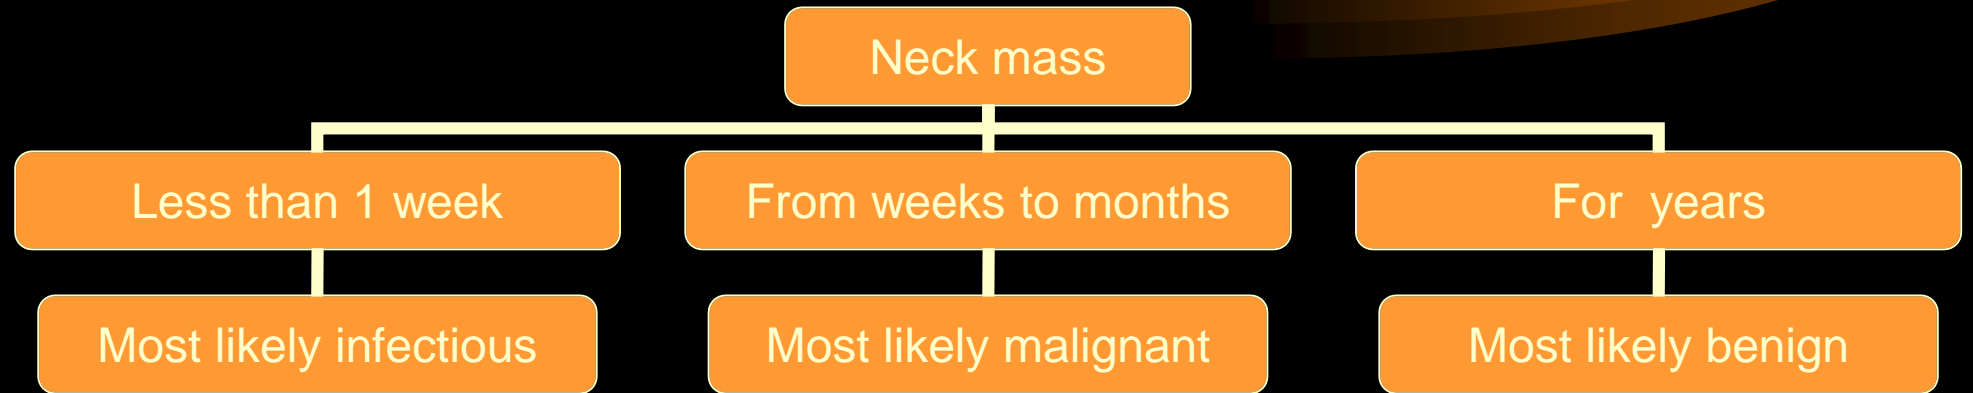 Neck mass
Less than 1 week
From weeks to months
For years
Most likely infectious
Most likely malignant
Most likely benign